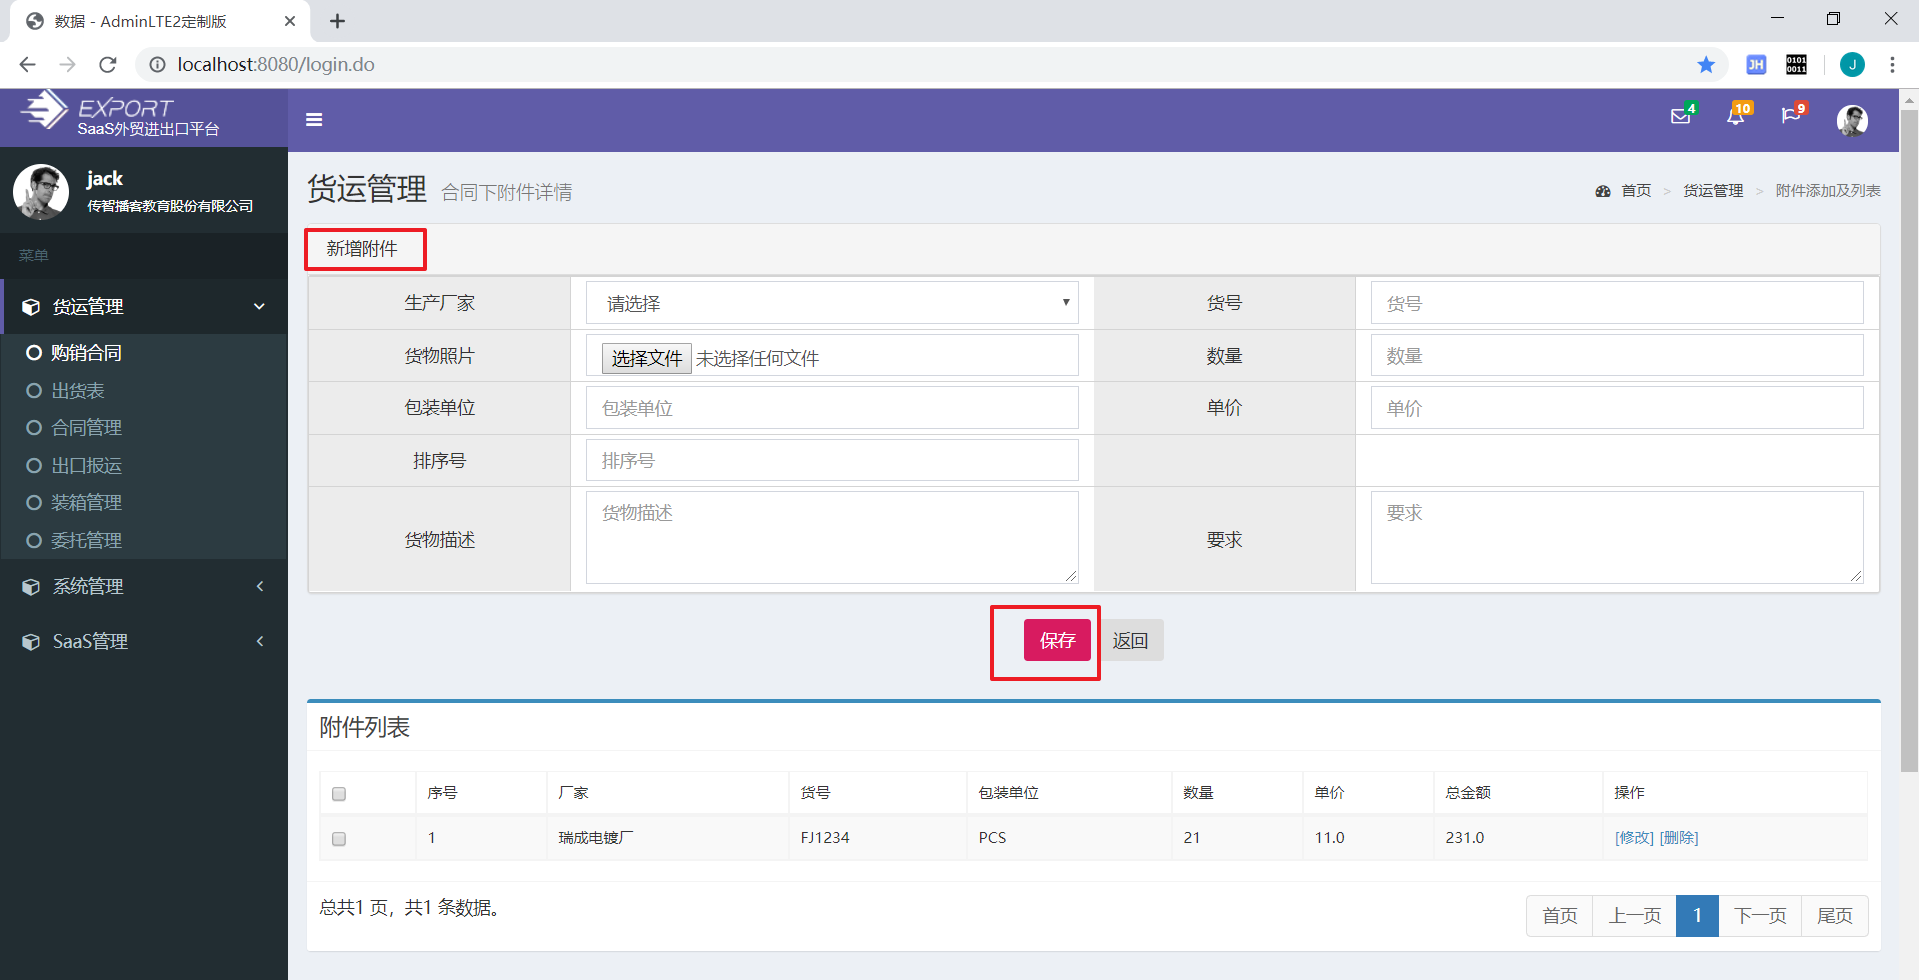 数据 - AdminLTE2定制版
localhost:8080/login.do
JH
0101
0011
J
EXPORT
SaaS外贸进出口平台
4
10
9
jack
传智播客教育股份有限公司
菜单
货运管理
购销合同
出货表
合同管理
出口报运
装箱管理
委托管理
系统管理
SaaS管理
货运管理 合同下附件详情
首页 > 货运管理 > 附件添加及列表
新增附件
生产厂家 请选择 货号 货号
货物照片 选择文件 未选择任何文件 数量 数量
包装单位 包装单位 单价 单价
排序号 排序号
货物描述 货物描述 要求 要求
保存 返回
附件列表
序号 厂家 货号 包装单位 数量 单价 总金额 操作
1 瑞成电镀厂 FJ1234 PCS 21 11.0 231.0 [修改] [删除]
总共1 页，共1 条数据。
首页 上一页 1 下一页 尾页